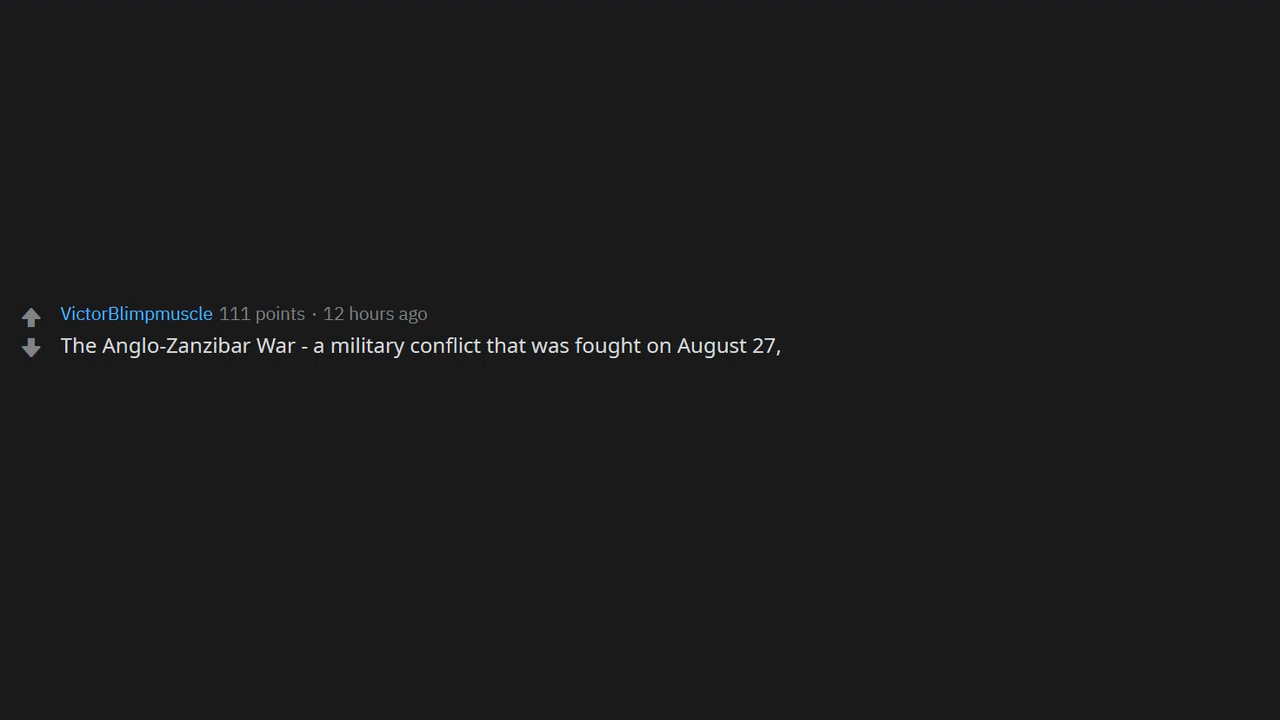 VictorBlimpmuscle 111 points · 12 hours ago
The Anglo-Zanzibar War - a military conflict that was fought on August 27,